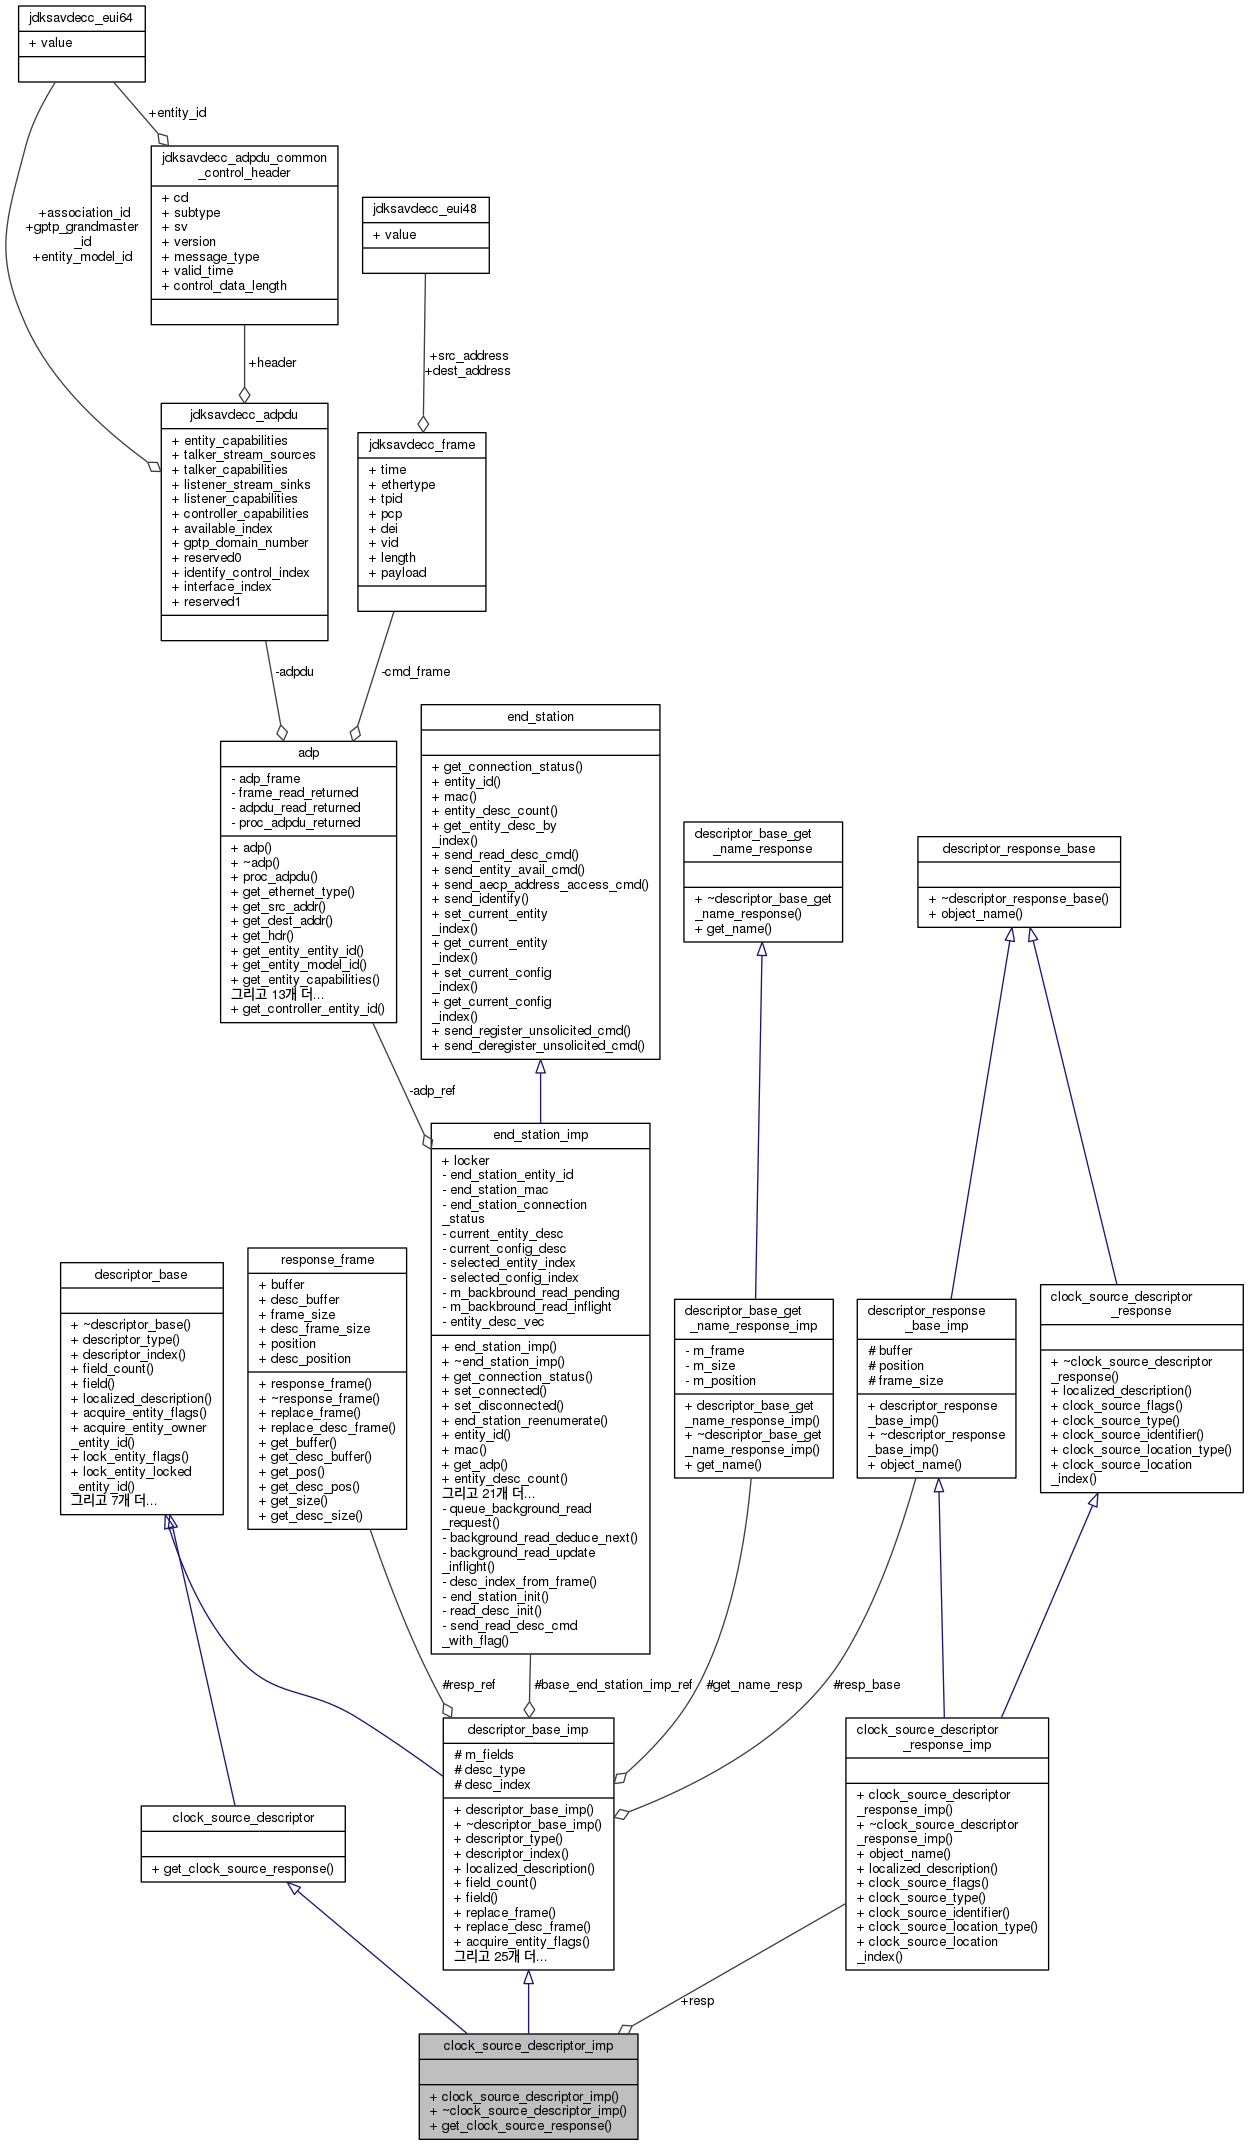 jdksavdecc_eui64
+ value
+entity_id
jdksavdecc_adpdu_common
_control_header
+ cd
+ subtype
+ sv
+ version
+ message_type
+ valid_time
+ control_data_length
+association_id
+gptp_grandmaster
_id
+entity_model_id
jdksavdecc_eui48
+ value
+header
+src_address
+dest_address
jdksavdecc_adpdu
+ entity_capabilities
+ talker_stream_sources
+ talker_capabilities
+ listener_stream_sinks
+ listener_capabilities
+ controller_capabilities
+ available_index
+ gptp_domain_number
+ reserved0
+ identify_control_index
+ interface_index
+ reserved1
jdksavdecc_frame
+ time
+ ethertype
+ tpid
+ pcp
+ dei
+ vid
+ length
+ payload
-adpdu
-cmd_frame
adp
- adp_frame
- frame_read_returned
- adpdu_read_returned
- proc_adpdu_returned
+ adp()
+ ~adp()
+ proc_adpdu()
+ get_ethernet_type()
+ get_src_addr()
+ get_dest_addr()
+ get_hdr()
+ get_entity_entity_id()
+ get_entity_model_id()
+ get_entity_capabilities()
그리고 13개 더...
+ get_controller_entity_id()
end_station
+ get_connection_status()
+ entity_id()
+ mac()
+ entity_desc_count()
+ get_entity_desc_by
_index()
+ send_read_desc_cmd()
+ send_entity_avail_cmd()
+ send_aecp_address_access_cmd()
+ send_identify()
+ set_current_entity
_index()
+ get_current_entity
_index()
+ set_current_config
_index()
+ get_current_config
_index()
+ send_register_unsolicited_cmd()
+ send_deregister_unsolicited_cmd()
descriptor_base_get
_name_response
+ ~descriptor_base_get
_name_response()
+ get_name()
descriptor_response_base
+ ~descriptor_response_base()
+ object_name()
-adp_ref
end_station_imp
+ locker
- end_station_entity_id
- end_station_mac
- end_station_connection
_status
- current_entity_desc
- current_config_desc
- selected_entity_index
- selected_config_index
- m_backbround_read_pending
- m_backbround_read_inflight
- entity_desc_vec
+ end_station_imp()
+ ~end_station_imp()
+ get_connection_status()
+ set_connected()
+ set_disconnected()
+ end_station_reenumerate()
+ entity_id()
+ mac()
+ get_adp()
+ entity_desc_count()
그리고 21개 더...
- queue_background_read
_request()
- background_read_deduce_next()
- background_read_update
_inflight()
- desc_index_from_frame()
- end_station_init()
- read_desc_init()
- send_read_desc_cmd
_with_flag()
descriptor_base
+ ~descriptor_base()
+ descriptor_type()
+ descriptor_index()
+ field_count()
+ field()
+ localized_description()
+ acquire_entity_flags()
+ acquire_entity_owner
_entity_id()
+ lock_entity_flags()
+ lock_entity_locked
_entity_id()
그리고 7개 더...
response_frame
+ buffer
+ desc_buffer
+ frame_size
+ desc_frame_size
+ position
+ desc_position
+ response_frame()
+ ~response_frame()
+ replace_frame()
+ replace_desc_frame()
+ get_buffer()
+ get_desc_buffer()
+ get_pos()
+ get_desc_pos()
+ get_size()
+ get_desc_size()
descriptor_base_get
_name_response_imp
- m_frame
- m_size
- m_position
+ descriptor_base_get
_name_response_imp()
+ ~descriptor_base_get
_name_response_imp()
+ get_name()
descriptor_response
_base_imp
# buffer
# position
# frame_size
+ descriptor_response
_base_imp()
+ ~descriptor_response
_base_imp()
+ object_name()
clock_source_descriptor
_response
+ ~clock_source_descriptor
_response()
+ localized_description()
+ clock_source_flags()
+ clock_source_type()
+ clock_source_identifier()
+ clock_source_location_type()
+ clock_source_location
_index()
#resp_ref
#base_end_station_imp_ref
#get_name_resp
#resp_base
descriptor_base_imp
# m_fields
# desc_type
# desc_index
+ descriptor_base_imp()
+ ~descriptor_base_imp()
+ descriptor_type()
+ descriptor_index()
+ localized_description()
+ field_count()
+ field()
+ replace_frame()
+ replace_desc_frame()
+ acquire_entity_flags()
그리고 25개 더...
clock_source_descriptor
+ get_clock_source_response()
clock_source_descriptor
_response_imp
+ clock_source_descriptor
_response_imp()
+ ~clock_source_descriptor
_response_imp()
+ object_name()
+ localized_description()
+ clock_source_flags()
+ clock_source_type()
+ clock_source_identifier()
+ clock_source_location_type()
+ clock_source_location
_index()
+resp
clock_source_descriptor_imp
+ clock_source_descriptor_imp()
+ ~clock_source_descriptor_imp()
+ get_clock_source_response()